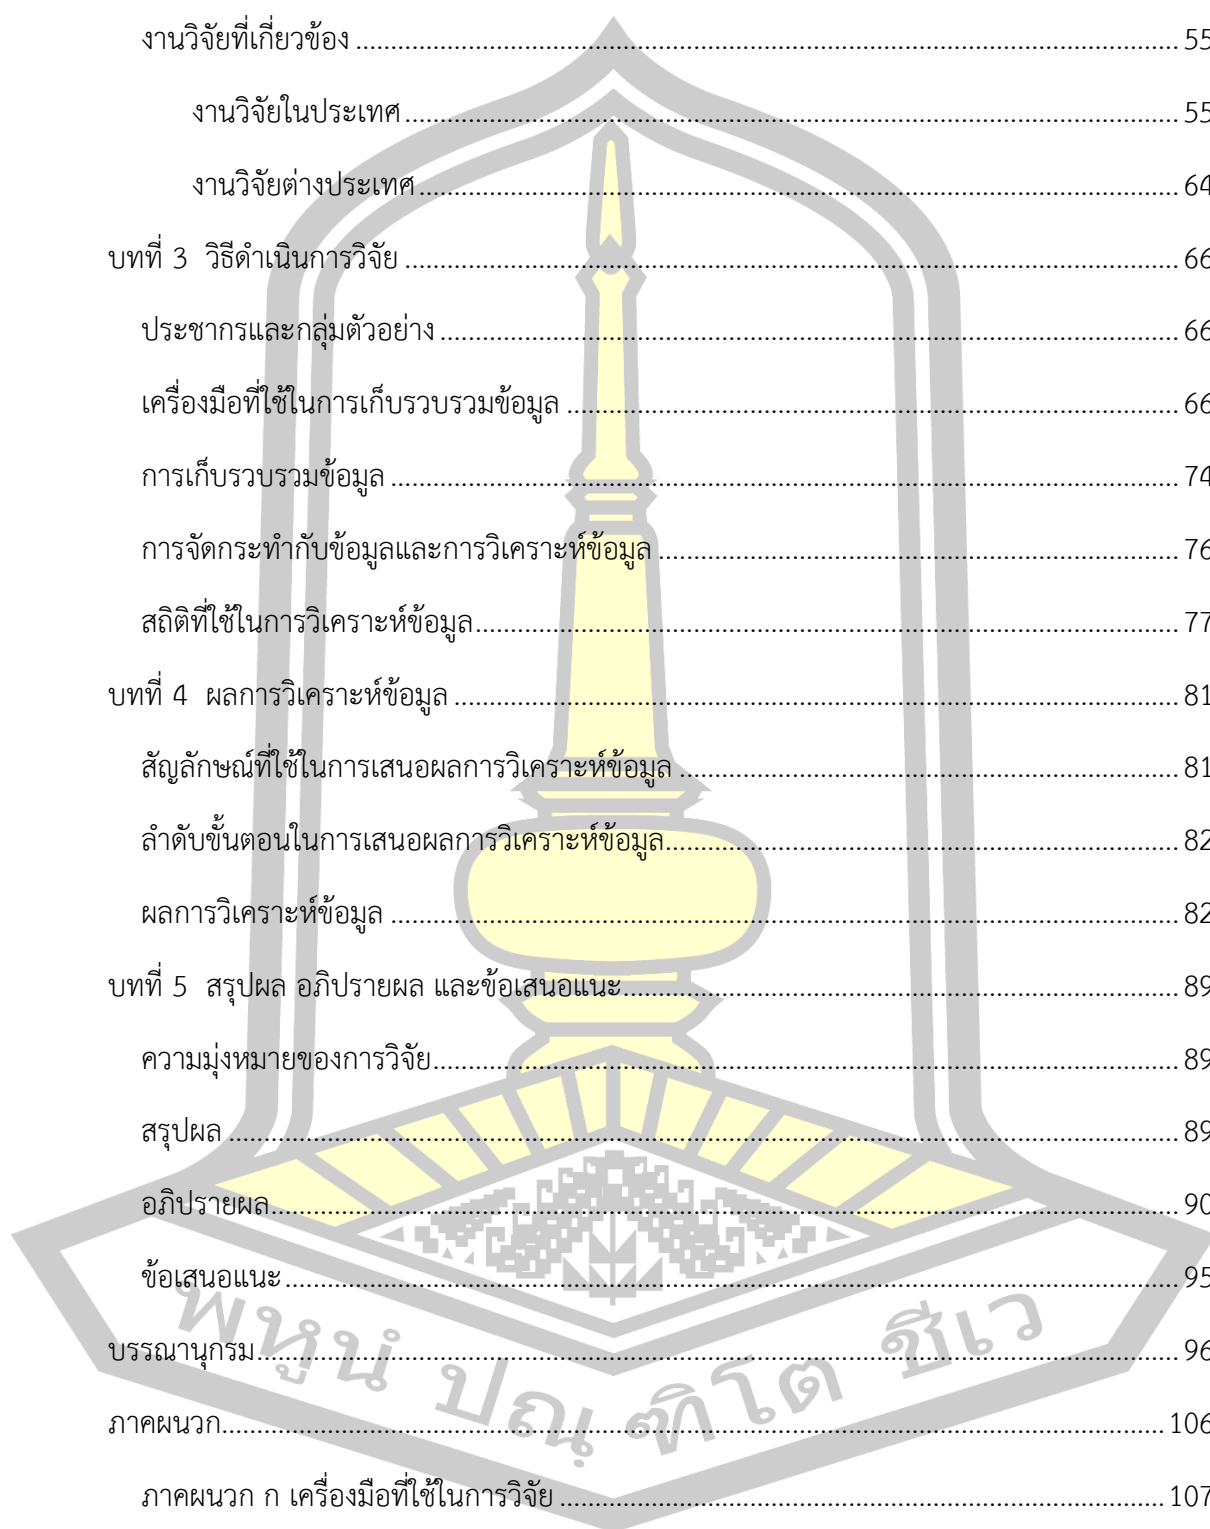 งานวิจัยที่เกี่ยวข้อง ........ 55
งานวิจัยในประเทศ ........ 55
งานวิจัยต่างประเทศ ........ 64
บทที่ 3 วิธีดำเนินการวิจัย ........ 66
ประชากรและกลุ่มตัวอย่าง ........ 66
เครื่องมือที่ใช้ในการเก็บรวบรวมข้อมูล ........ 66
การเก็บรวบรวมข้อมูล ........ 74
การจัดกระทำกับข้อมูลและการวิเคราะห์ข้อมูล ........ 76
สถิติที่ใช้ในการวิเคราะห์ข้อมูล ........ 77
บทที่ 4 ผลการวิเคราะห์ข้อมูล ........ 81
สัญลักษณ์ที่ใช้ในการเสนอผลการวิเคราะห์ข้อมูล ........ 81
ลำดับขั้นตอนในการเสนอผลการวิเคราะห์ข้อมูล ........ 82
ผลการวิเคราะห์ข้อมูล ........ 82
บทที่ 5 สรุปผล อภิปรายผล และข้อเสนอแนะ ........ 89
ความมุ่งหมายของการวิจัย ........ 89
สรุปผล ........ 89
อภิปรายผล ........ 90
ข้อเสนอแนะ ........ 95
บรรณานุกรม ........ 96
ภาคผนวก ........ 106
ภาคผนวก ก เครื่องมือที่ใช้ในการวิจัย ........ 107
พหูนํ ปณฺฑิโต ชีเว